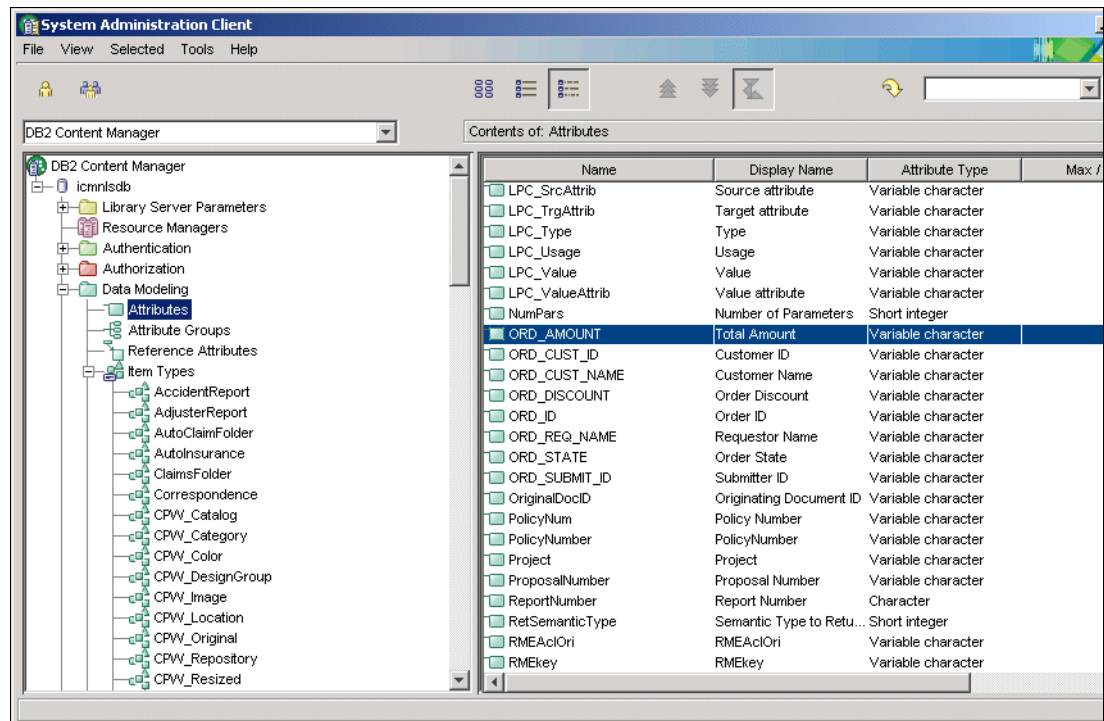 System Administration Client
File View Selected Tools Help
DB2 Content Manager
Contents of: Attributes
DB2 Content Manager
icmnlsdb
Library Server Parameters
Resource Managers
Authentication
Authorization
Data Modeling
Attributes
Attribute Groups
Reference Attributes
Item Types
AccidentReport
AdjusterReport
AutoClaimFolder
AutoInsurance
ClaimsFolder
Correspondence
CPW_Catalog
CPW_Category
CPW_Color
CPW_DesignGroup
CPW_Image
CPW_Location
CPW_Original
CPW_Repository
CPW_Resized
Name Display Name Attribute Type Max /
LPC_SrcAttrib Source attribute Variable character
LPC_TrgAttrib Target attribute Variable character
LPC_Type Type Variable character
LPC_Usage Usage Variable character
LPC_Value Value Variable character
LPC_ValueAttrib Value attribute Variable character
NumPars Number of Parameters Short integer
ORD_AMOUNT Total Amount Variable character
ORD_CUST_ID Customer ID Variable character
ORD_CUST_NAME Customer Name Variable character
ORD_DISCOUNT Order Discount Variable character
ORD_ID Order ID Variable character
ORD_REQ_NAME Requestor Name Variable character
ORD_STATE Order State Variable character
ORD_SUBMIT_ID Submitter ID Variable character
OriginalDocID Originating Document ID Variable character
PolicyNum Policy Number Variable character
PolicyNumber PolicyNumber Variable character
Project Project Variable character
ProposalNumber Proposal Number Variable character
ReportNumber Report Number Character
RetSemanticType Semantic Type to Retu... Short integer
RMEAclOri RMEAclOri Variable character
RMEkey RMEkey Variable character